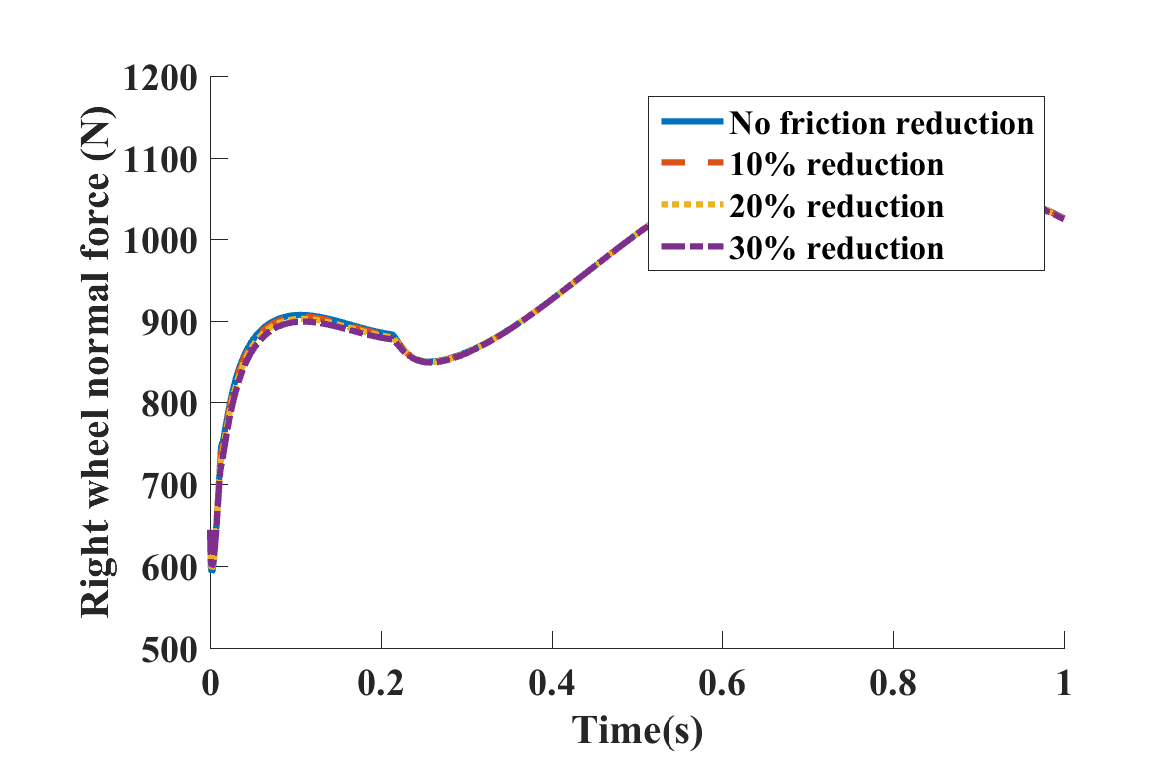 1200
1100
1000
900
800
700
600
500
Right wheel normal force (N)
No friction reduction
10% reduction
20% reduction
30% reduction
0 0.2 0.4 0.6 0.8 1
Time(s)